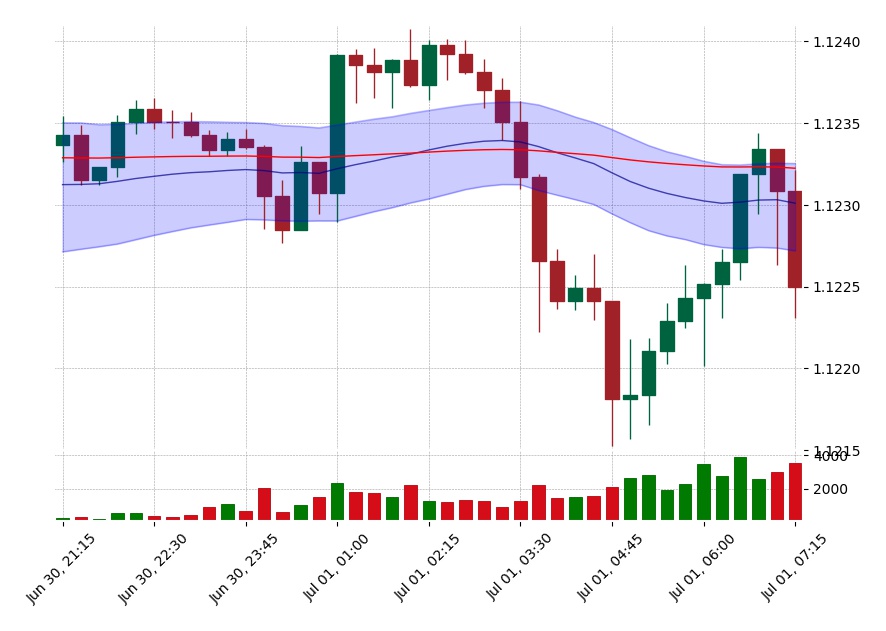 1.1240
1.1235
1.1230
1.1225
1.1220
1.1215
4000
2000
Jun 30, 21:15
Jun 30, 22:30
Jun 30, 23:45
Jul 01, 01:00
Jul 01, 02:15
Jul 01, 03:30
Jul 01, 04:45
Jul 01, 06:00
Jul 01, 07:15